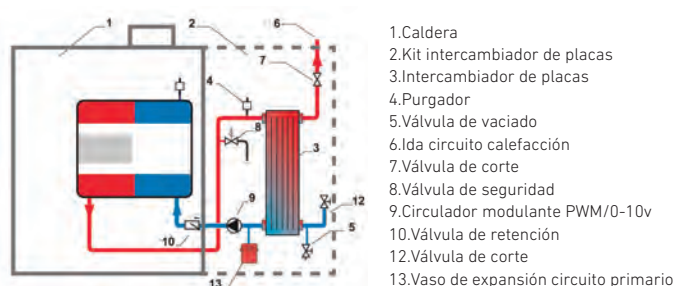 1
2
6
7
4
8
3
9
12
10
5
13
1.Caldera
2.Kit intercambiador de placas
3.Intercambiador de placas
4.Purgador
5.Válvula de vaciado
6.Ida circuito calefacción
7.Válvula de corte
8.Válvula de seguridad
9.Circulador modulante PWM/0-10v
10.Válvula de retención
12.Válvula de corte
13.Vaso de expansión circuito primario